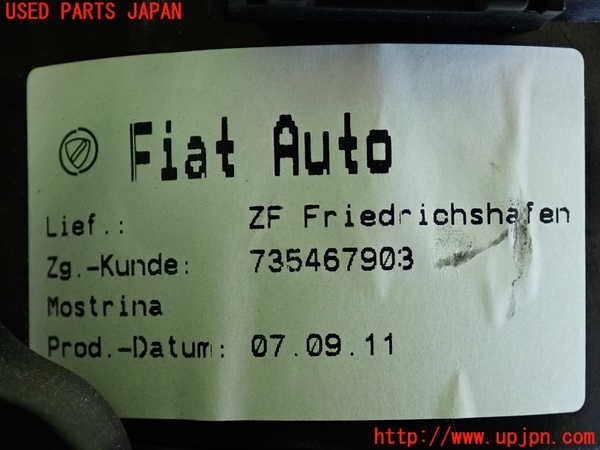 USED PARTS JAPAN
Fiat Auto
Lief.: ZF Friedrichshafen
Zg.-Kunde: 735467903
Mostrina
Prod.-Datum: 07.09.11
http://www.upjpn.com/